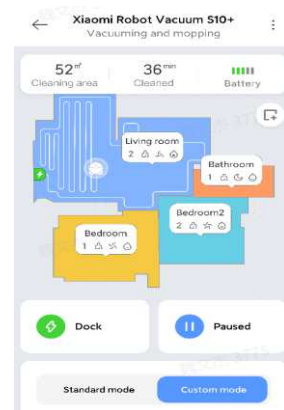 Xiaomi Robot Vacuum S10+
Vacuuming and mopping
52㎡
36min
Cleaning area
Cleaned
Battery
Living room
2
Bathroom
1
Bedroom2
2
Bedroom
1
Dock
Paused
Standard mode
Custom mode